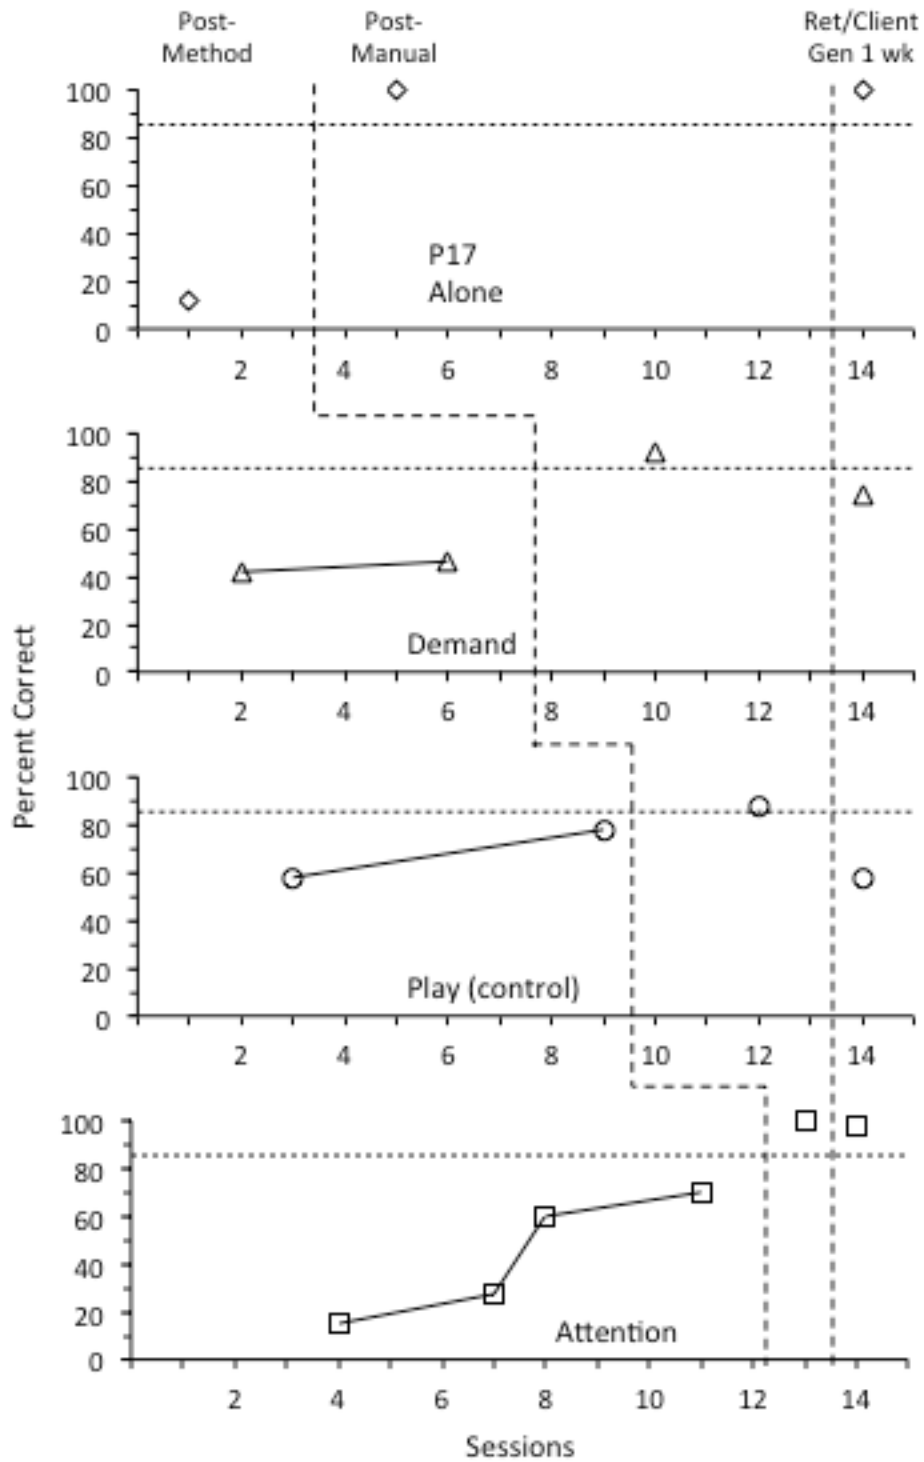 Post-
Method
Post-
Manual
Ret/Client
Gen 1 wk
100
80
60
40
20
0
P17
Alone
2 4 6 8 10 12 14
100
80
60
40
20
0
Demand
2 4 6 8 10 12 14
Percent Correct
100
80
60
40
20
0
Play (control)
2 4 6 8 10 12 14
100
80
60
40
20
0
Attention
2 4 6 8 10 12 14
Sessions